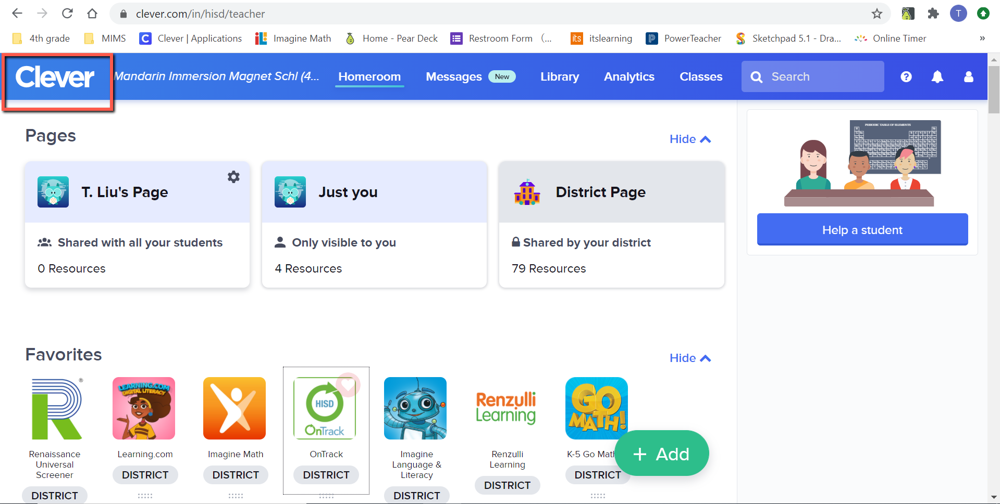 clever.com/in/hisd/teacher
T
4th grade MIMS Clever | Applications Imagine Math Home - Pear Deck Restroom Form (... its itslearning PowerTeacher Sketchpad 5.1 - Dra... Online Timer »
Clever Mandarin Immersion Magnet Schl (4... Homeroom Messages New Library Analytics Classes Search
Pages
Hide
PERIODIC TABLE OF ELEMENTS
T. Liu's Page
Just you
District Page
Shared with all your students
Only visible to you
Shared by your district
0 Resources
4 Resources
79 Resources
Help a student
Favorites
Hide
LEARNING.COM
DIGITAL LITERACY
HISD
OnTrack
Renzulli
Learning
GO
MATH!
Renaissance
Universal
Screener
DISTRICT
Learning.com
DISTRICT
Imagine Math
DISTRICT
OnTrack
DISTRICT
Imagine
Language &
Literacy
DISTRICT
Renzulli
Learning
DISTRICT
K-5 Go Math
DISTRICT
+ Add